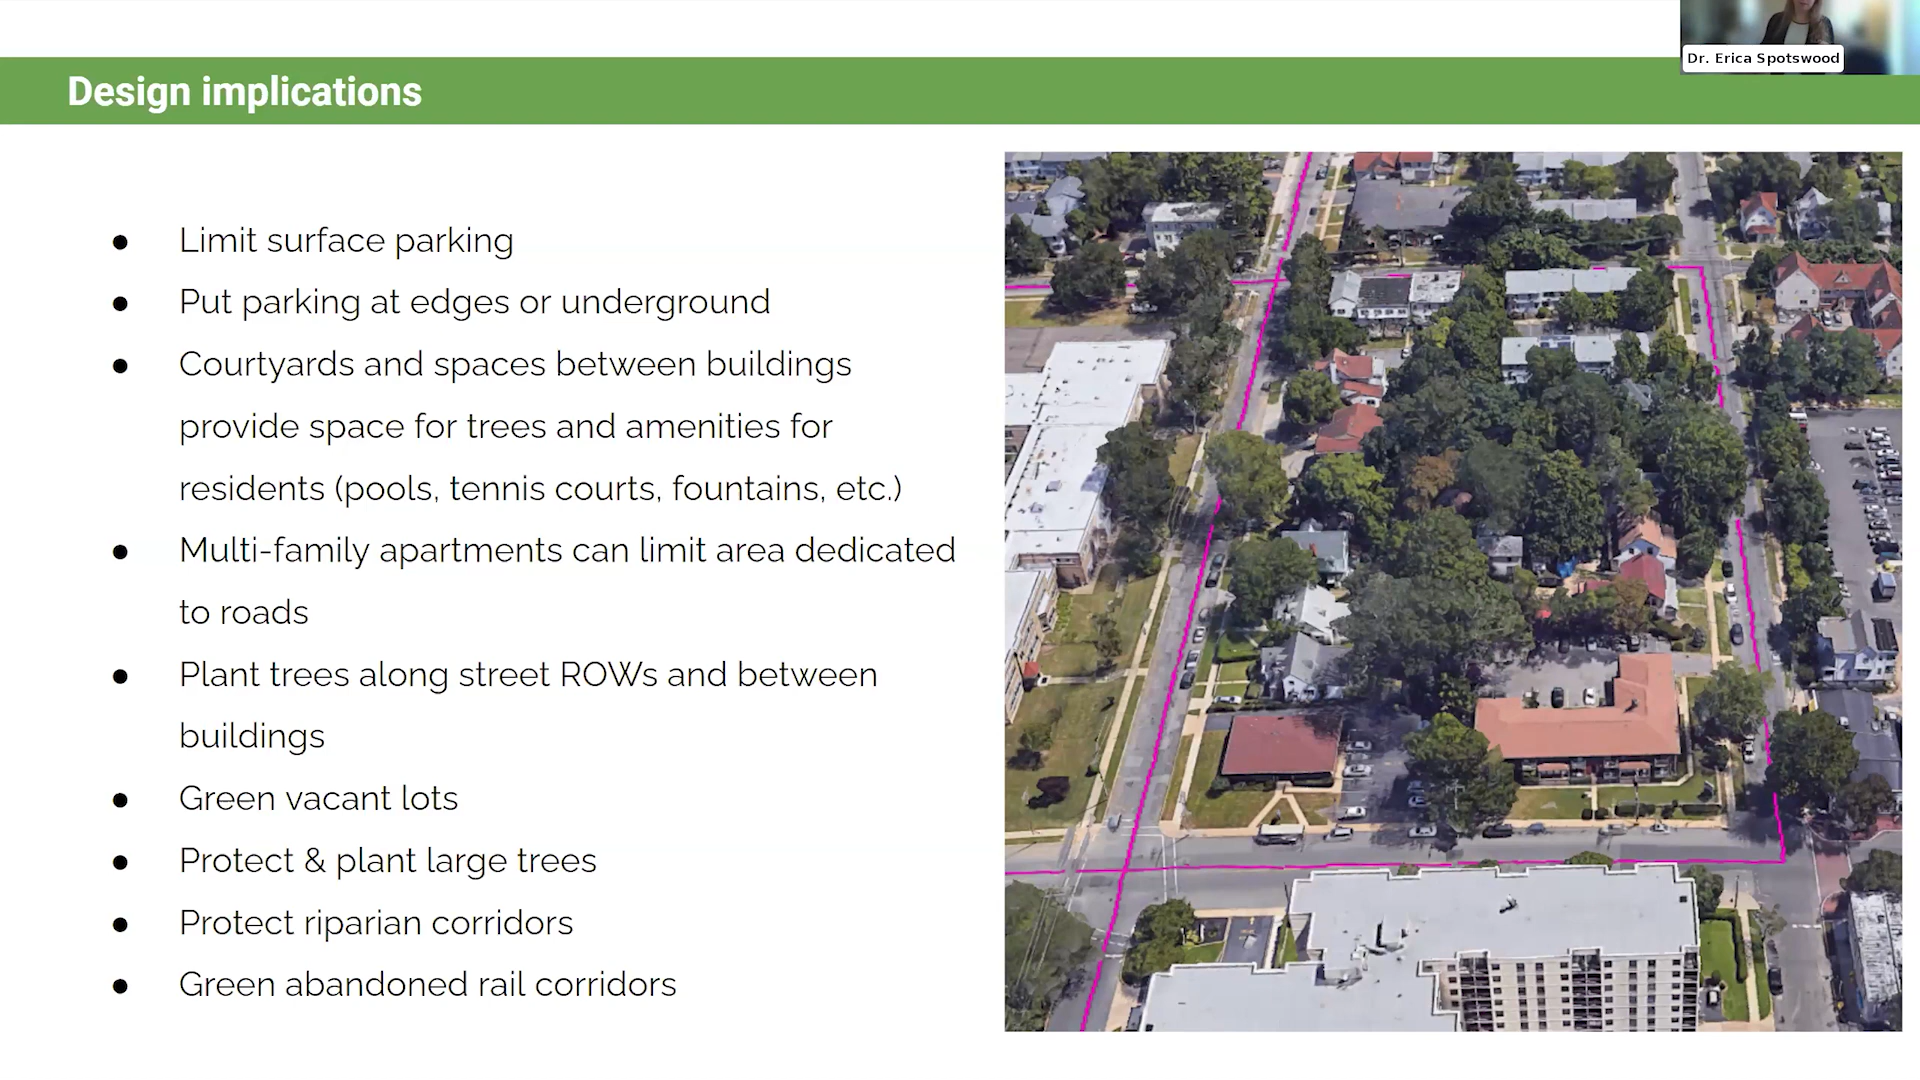 Dr. Erica Spotswood
Design implications
● Limit surface parking
● Put parking at edges or underground
● Courtyards and spaces between buildings
provide space for trees and amenities for
residents (pools, tennis courts, fountains, etc.)
● Multi-family apartments can limit area dedicated
to roads
● Plant trees along street ROWs and between
buildings
● Green vacant lots
● Protect & plant large trees
● Protect riparian corridors
● Green abandoned rail corridors